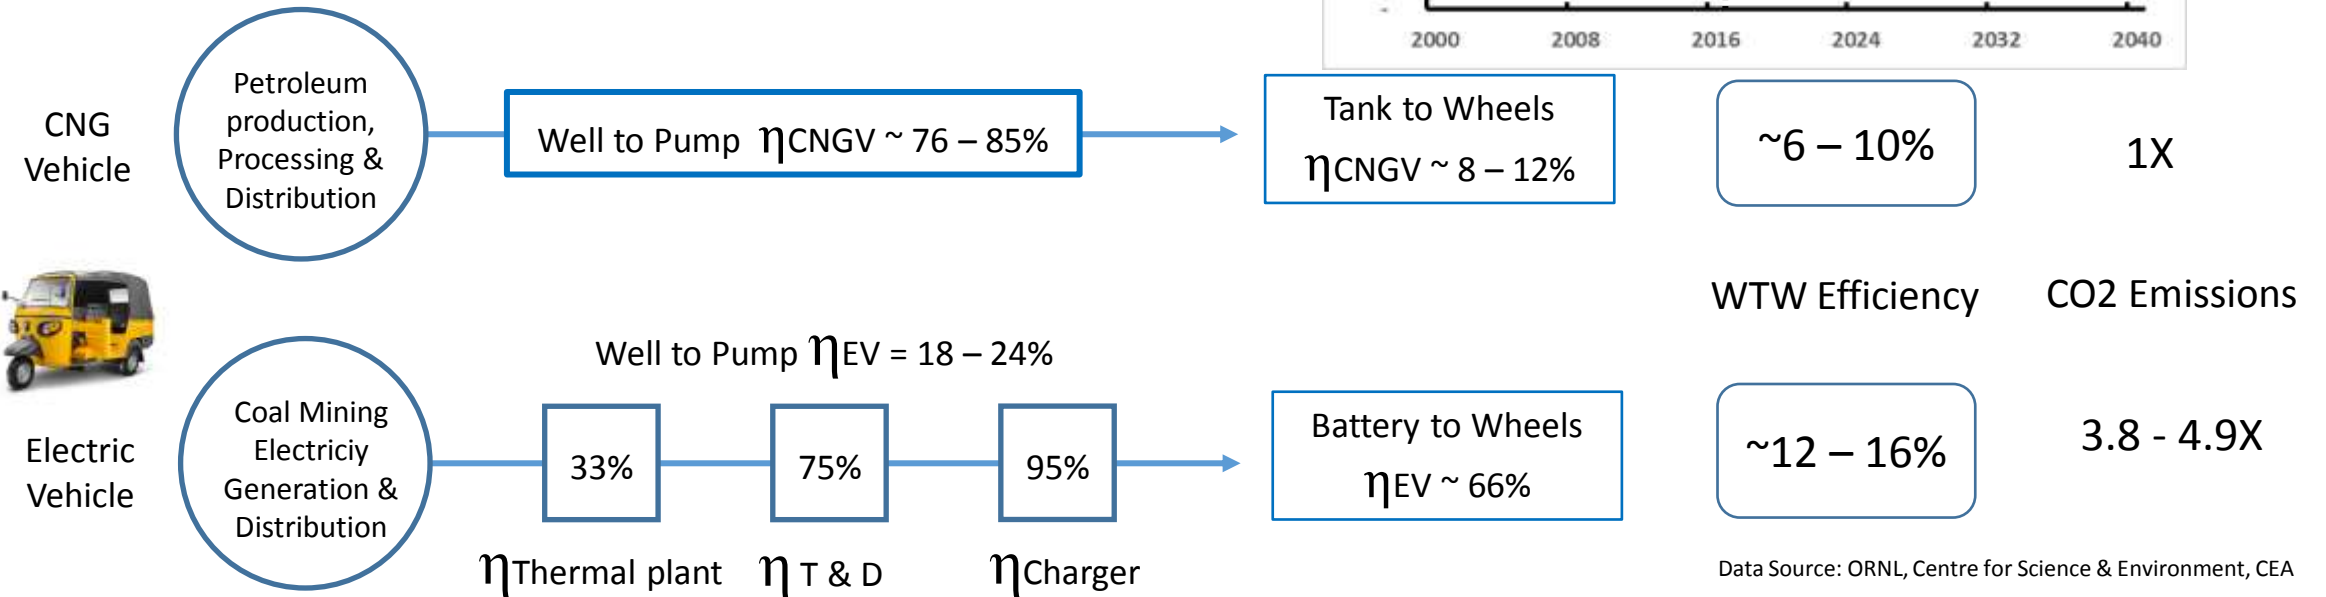 2000 2008 2016 2024 2032 2040
CNG
Vehicle
Petroleum
production,
Processing &
Distribution
Well to Pump ηCNGV ~ 76 – 85%
Tank to Wheels
ηCNGV ~ 8 – 12%
~6 – 10%
1X
WTW Efficiency
CO2 Emissions
Well to Pump ηEV = 18 – 24%
Electric
Vehicle
Coal Mining
Electriciy
Generation &
Distribution
33%
75%
95%
Battery to Wheels
ηEV ~ 66%
~12 – 16%
3.8 - 4.9X
ηThermal plant
η T & D
ηCharger
Data Source: ORNL, Centre for Science & Environment, CEA